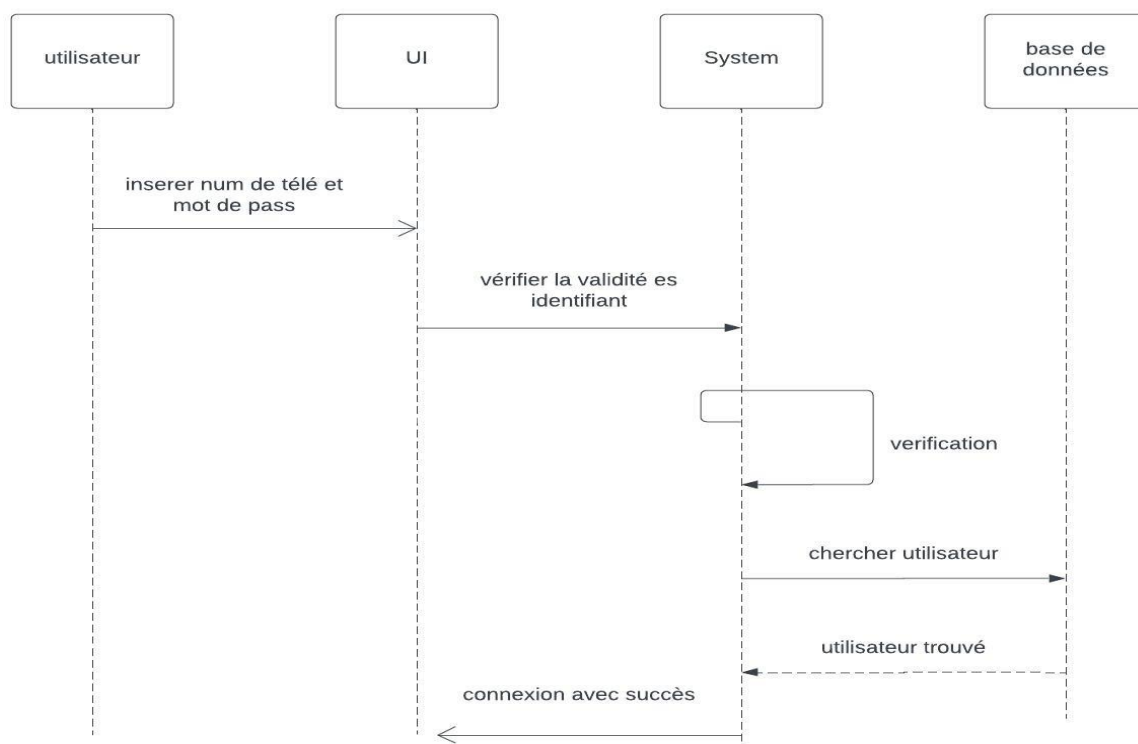 utilisateur
UI
System
base de
données
inserer num de télé et
mot de pass
vérifier la validité es
identifiant
verification
chercher utilisateur
utilisateur trouvé
connexion avec succès